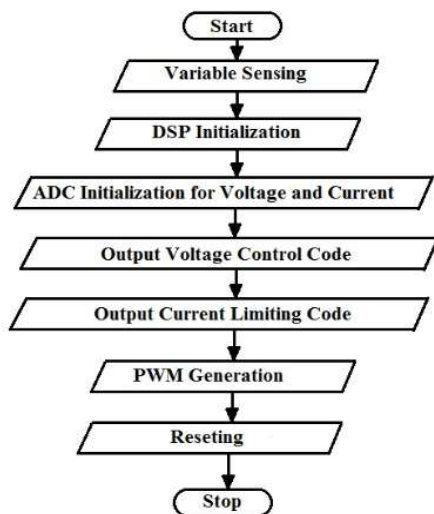 Start
Variable Sensing
DSP Initialization
ADC Initialization for Voltage and Current
Output Voltage Control Code
Output Current Limiting Code
PWM Generation
Reseting
Stop